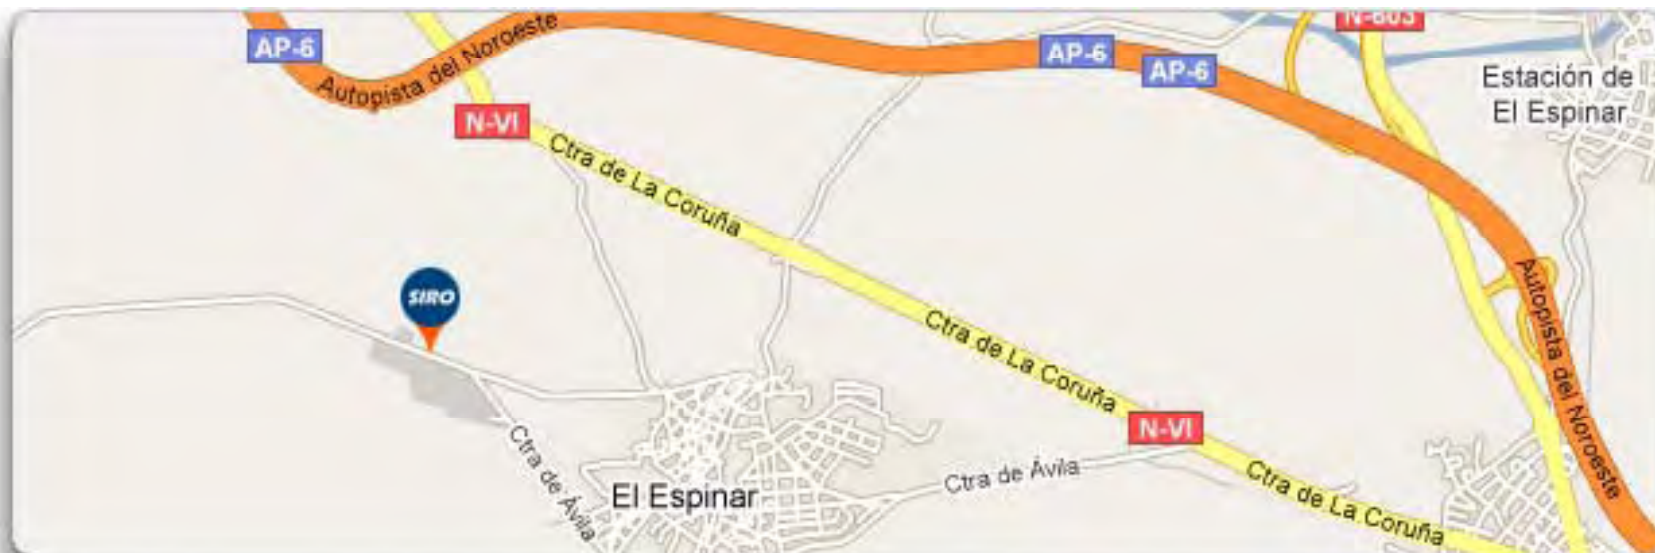 N-603
AP-6
Autopista del Noroeste
AP-6
AP-6
Estación de
El Espinar
N-VI
Ctra de La Coruña
SIRO
Autopista del Noroeste
Ctra de La Coruña
N-VI
Ctra de Ávila
Ctra de Ávila
El Espinar
Ctra de La Coruña